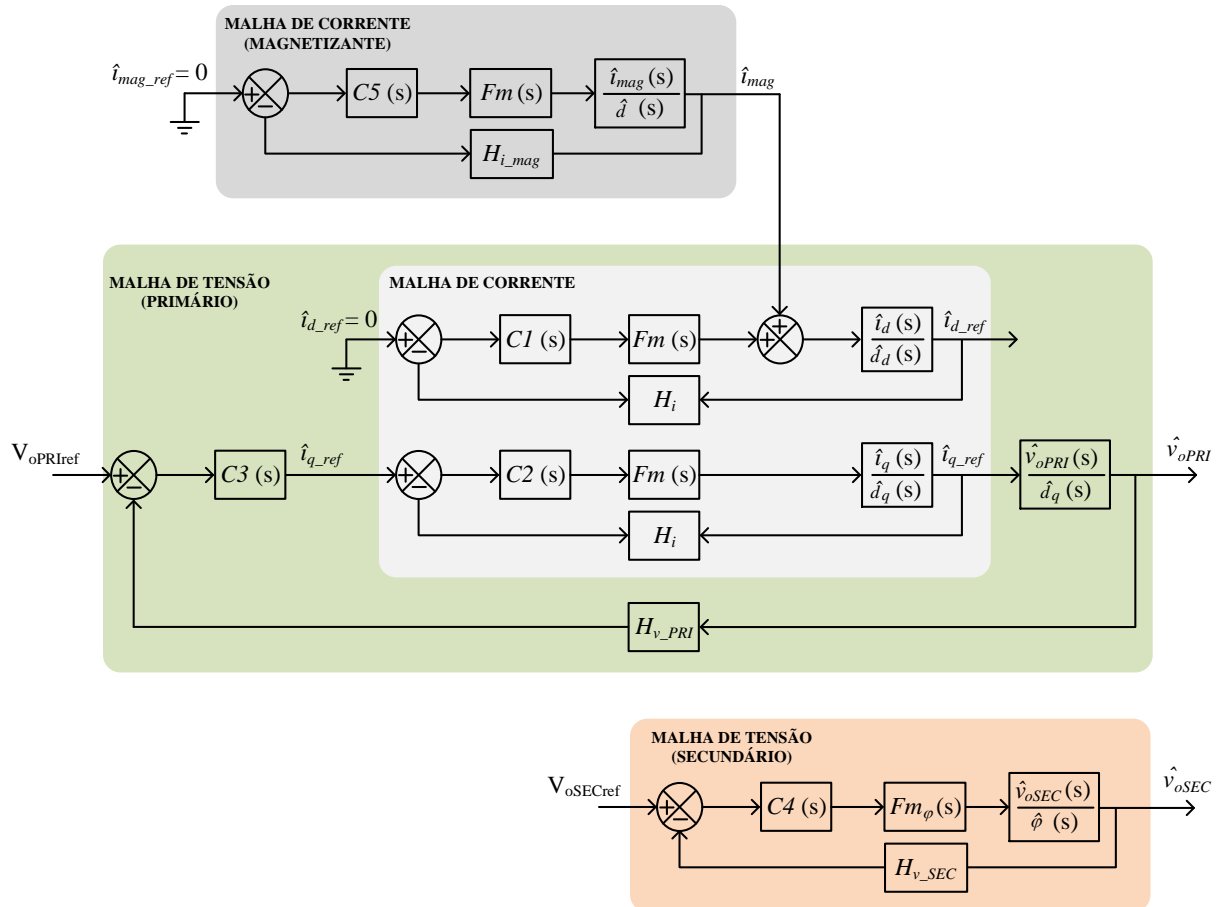 MALHA DE CORRENTE
(MAGNETIZANTE)
î_mag_ref = 0
C5 (s)
Fm (s)
î_mag (s)
d̂ (s)
î_mag
H_i_mag
MALHA DE TENSÃO
(PRIMÁRIO)
MALHA DE CORRENTE
î_d_ref = 0
C1 (s)
Fm (s)
î_d (s)
d̂_d (s)
î_d_ref
H_i
V_oPRIref
C3 (s)
î_q_ref
C2 (s)
Fm (s)
î_q (s)
d̂_q (s)
î_q_ref
v̂_oPRI (s)
d̂_q (s)
v̂_oPRI
H_i
H_v_PRI
MALHA DE TENSÃO
(SECUNDÁRIO)
V_oSECref
C4 (s)
Fm_φ (s)
v̂_oSEC (s)
φ̂ (s)
v̂_oSEC
H_v_SEC